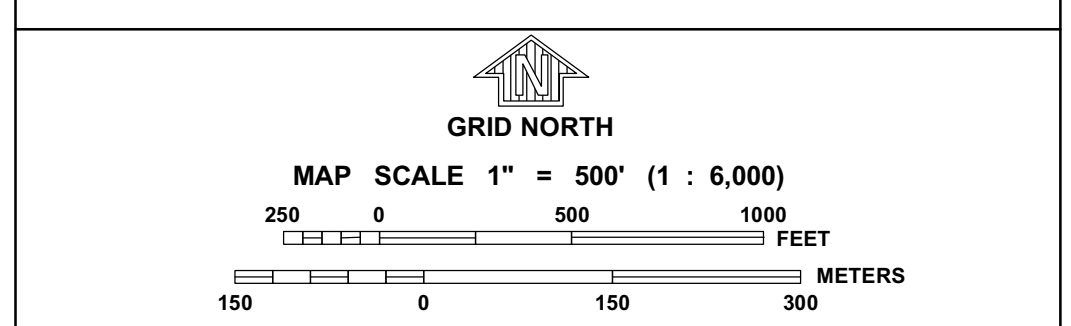 N
GRID NORTH
MAP SCALE 1" = 500' (1 : 6,000)
250 0 500 1000
FEET
METERS
150 0 150 300